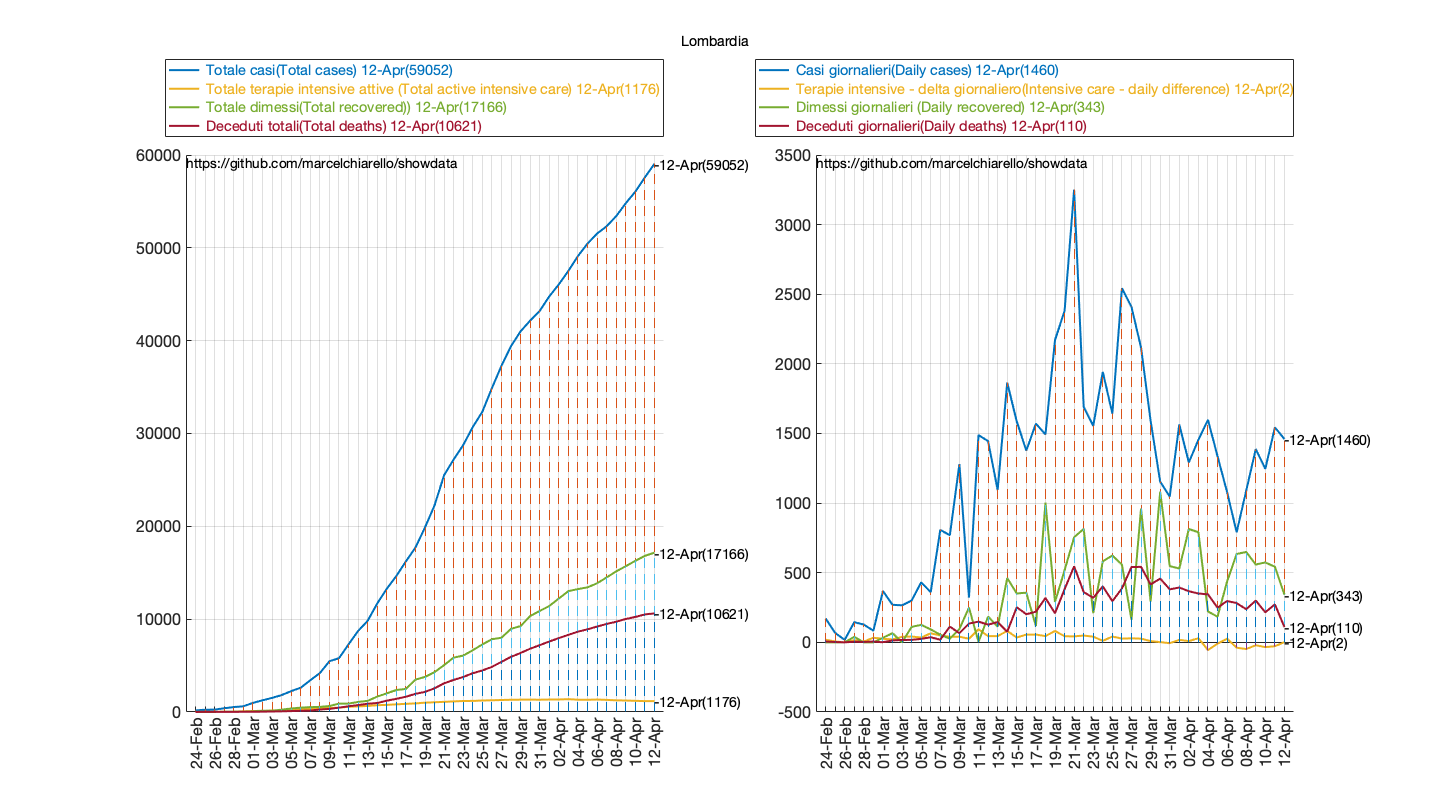 Lombardia
Totale casi(Total cases) 12-Apr(59052)
Totale terapie intensive attive (Total active intensive care) 12-Apr(1176)
Totale dimessi(Total recovered)) 12-Apr(17166)
Deceduti totali(Total deaths) 12-Apr(10621)
Casi giornalieri(Daily cases) 12-Apr(1460)
Terapie intensive - delta giornaliero(Intensive care - daily difference) 12-Apr(2)
Dimessi giornalieri (Daily recovered) 12-Apr(343)
Deceduti giornalieri(Daily deaths) 12-Apr(110)
https://github.com/marcelchiarello/showdata
60000
50000
40000
30000
20000
10000
0
12-Apr(59052)
12-Apr(17166)
12-Apr(10621)
12-Apr(1176)
24-Feb
26-Feb
28-Feb
01-Mar
03-Mar
05-Mar
07-Mar
09-Mar
11-Mar
13-Mar
15-Mar
17-Mar
19-Mar
21-Mar
23-Mar
25-Mar
27-Mar
29-Mar
31-Mar
02-Apr
04-Apr
06-Apr
08-Apr
10-Apr
12-Apr
https://github.com/marcelchiarello/showdata
3500
3000
2500
2000
1500
1000
500
0
-500
12-Apr(1460)
12-Apr(343)
12-Apr(110)
12-Apr(2)
24-Feb
26-Feb
28-Feb
01-Mar
03-Mar
05-Mar
07-Mar
09-Mar
11-Mar
13-Mar
15-Mar
17-Mar
19-Mar
21-Mar
23-Mar
25-Mar
27-Mar
29-Mar
31-Mar
02-Apr
04-Apr
06-Apr
08-Apr
10-Apr
12-Apr